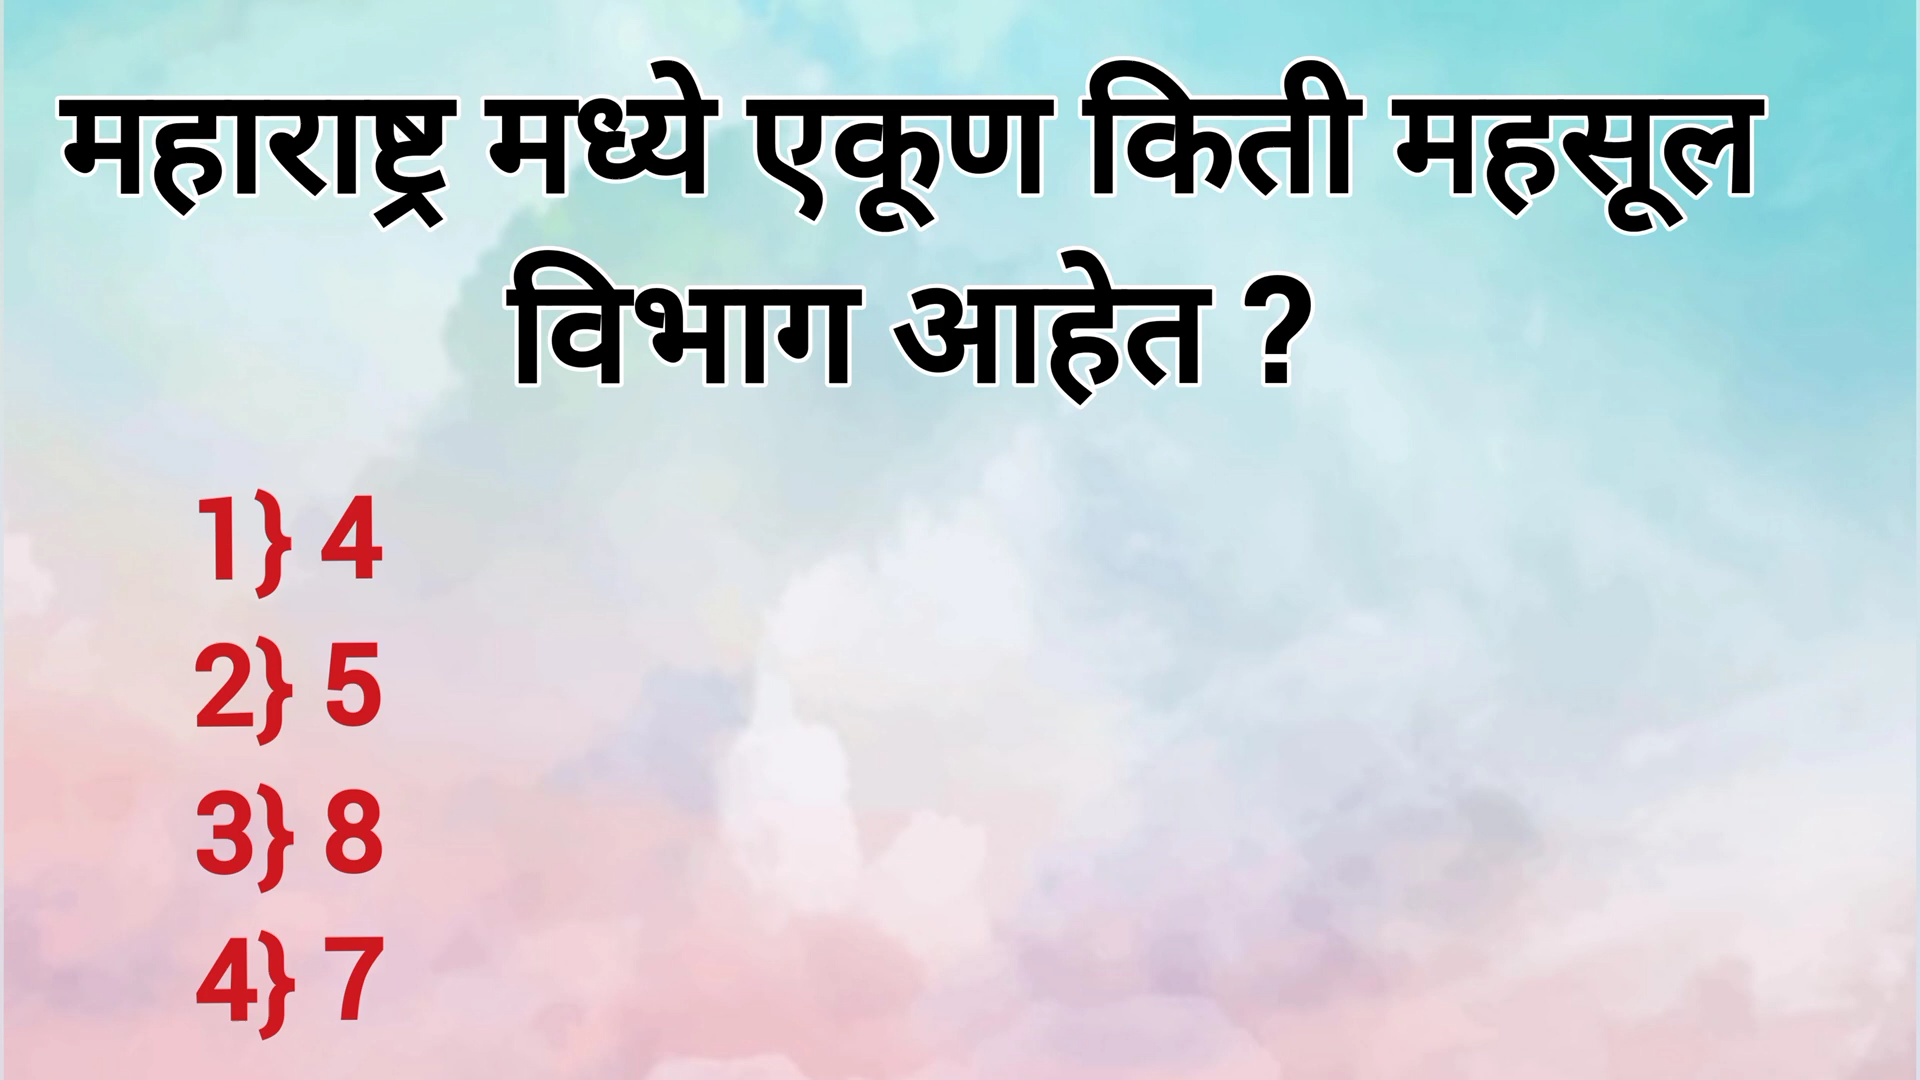 महाराष्ट्र मध्ये एकूण किती महसूल
विभाग आहेत ?
1} 4
2} 5
3} 8
4} 7